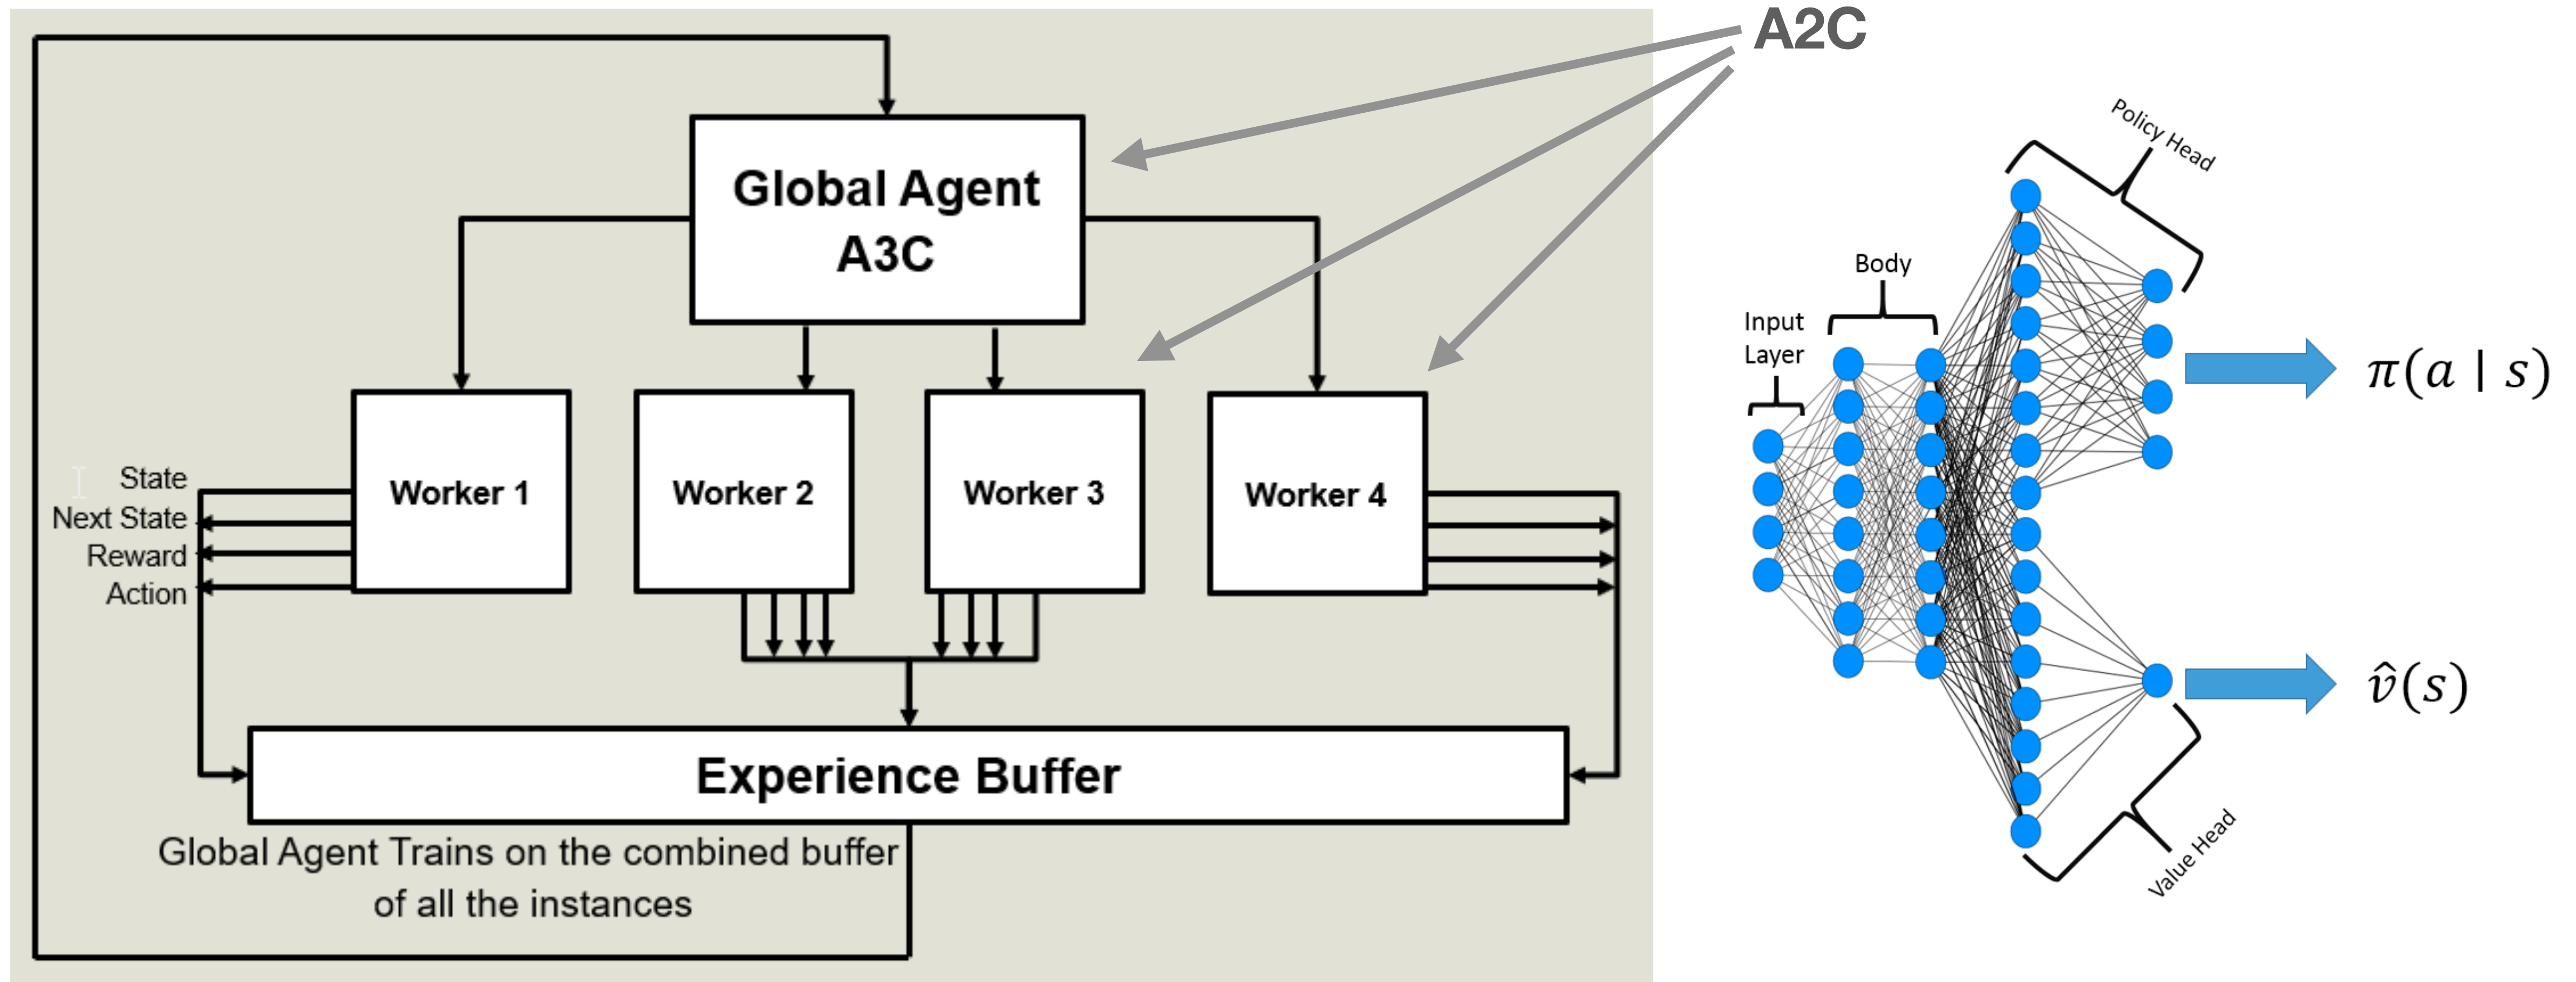 A2C
Global Agent
A3C
Worker 1
Worker 2
Worker 3
Worker 4
State
Next State
Reward
Action
Experience Buffer
Global Agent Trains on the combined buffer
of all the instances
Policy Head
Body
Input
Layer
π(a | s)
v̂(s)
Value Head